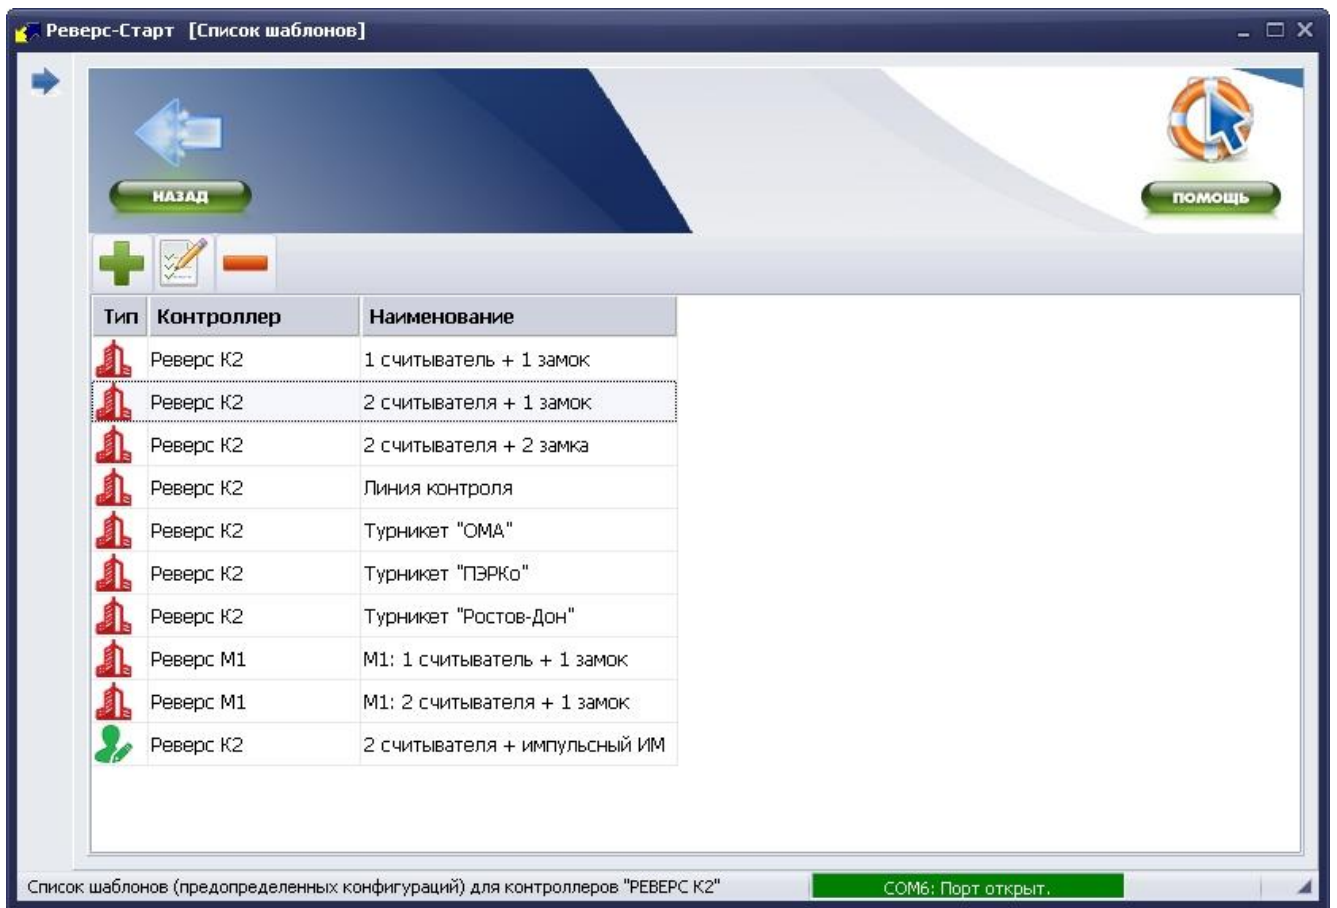 Реверс-Старт [Список шаблонов]
НАЗАД
ПОМОЩЬ
Тип Контроллер Наименование
Реверс К2 1 считыватель + 1 замок
Реверс К2 2 считывателя + 1 замок
Реверс К2 2 считывателя + 2 замка
Реверс К2 Линия контроля
Реверс К2 Турникет "ОМА"
Реверс К2 Турникет "ПЭРКо"
Реверс К2 Турникет "Ростов-Дон"
Реверс М1 М1: 1 считыватель + 1 замок
Реверс М1 М1: 2 считывателя + 1 замок
Реверс К2 2 считывателя + импульсный ИМ
Список шаблонов (предопределенных конфигураций) для контроллеров "РЕВЕРС К2" COM6: Порт открыт.